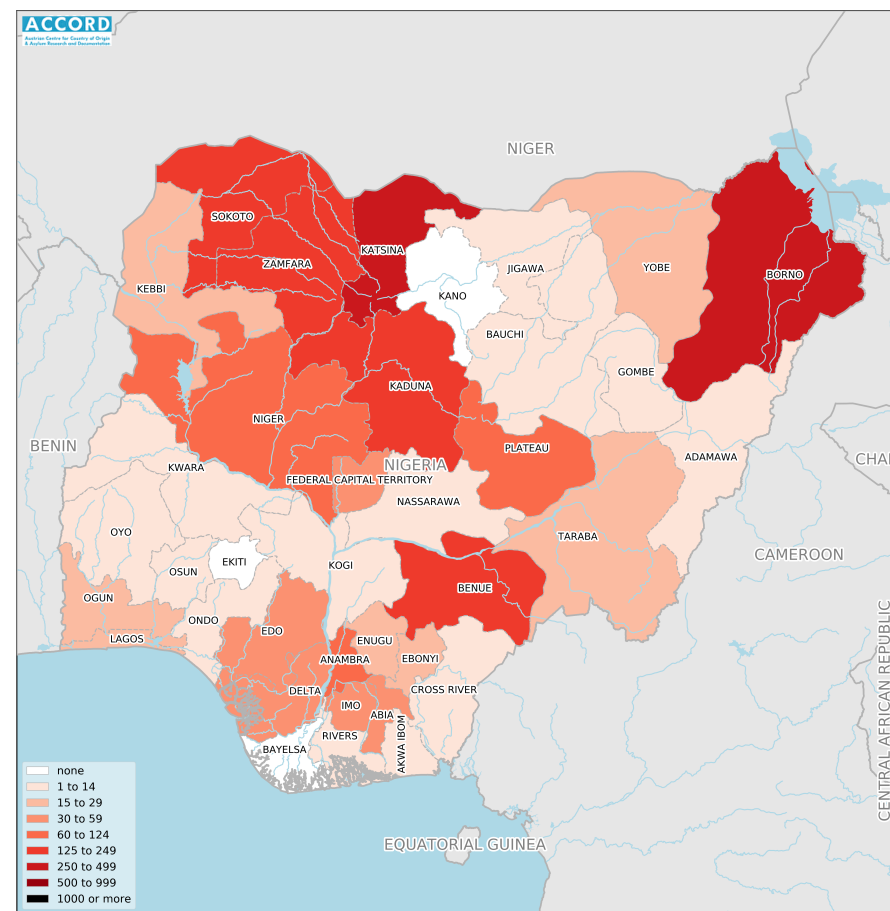 ACCORD
Austrian Centre for Country of Origin
& Asylum Research and Documentation
NIGER
SOKOTO
KATSINA
ZAMFARA
JIGAWA
YOBE
BORNO
KEBBI
KANO
BAUCHI
GOMBE
KADUNA
NIGER
BENIN
PLATEAU
ADAMAWA
CHA
KWARA
NIGERIA
FEDERAL CAPITAL TERRITORY
NASSARAWA
OYO
TARABA
CAMEROON
EKITI
KOGI
OSUN
BENUE
OGUN
ONDO
EDO
LAGOS
ENUGU
ANAMBRA
EBONYI
DELTA
CROSS RIVER
IMO
ABIA
RIVERS
AKWA IBOM
BAYELSA
CENTRAL AFRICAN REPUBLIC
EQUATORIAL GUINEA
none
1 to 14
15 to 29
30 to 59
60 to 124
125 to 249
250 to 499
500 to 999
1000 or more